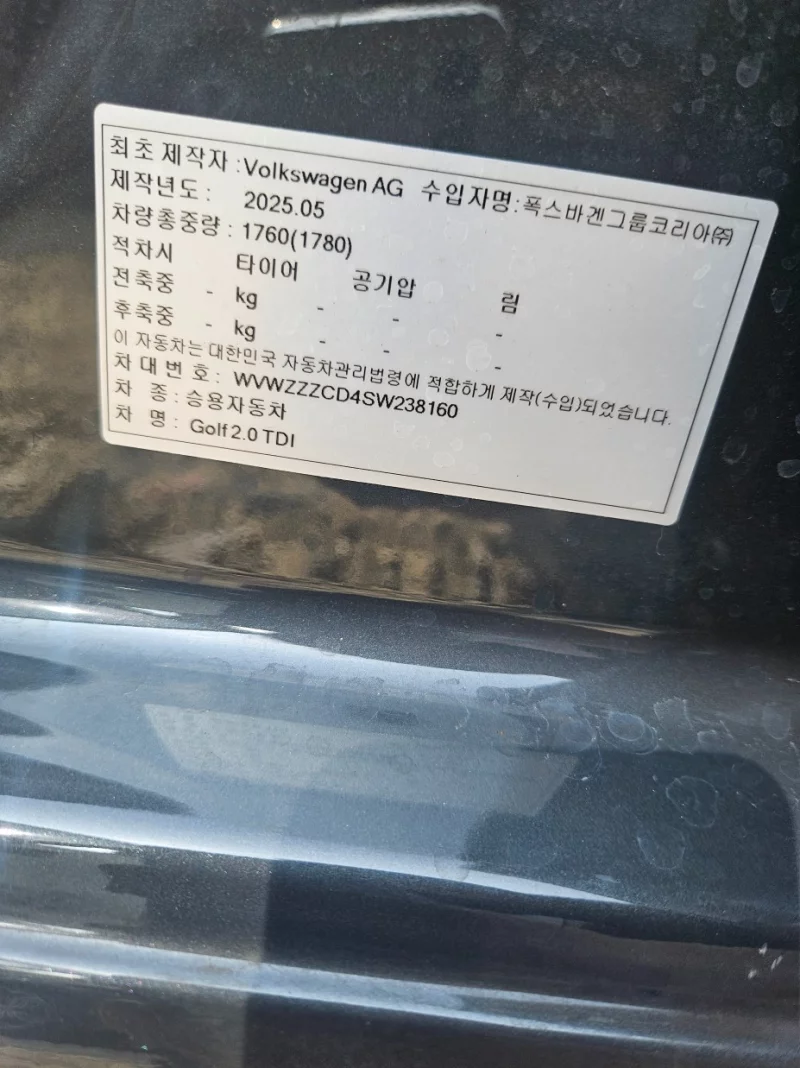 최초 제작자 : Volkswagen AG 수입자명 : 폭스바겐그룹코리아㈜
제작년도 : 2025.05
차량총중량 : 1760(1780)
적차시 타이어 공기압 림
전축중 - kg - - -
후축중 - kg - - -
이 자동차는 대한민국 자동차관리법령에 적합하게 제작(수입)되었습니다.
차대번호 : WVWZZZCD4SW238160
차 종 : 승용자동차
차 명 : Golf 2.0 TDI